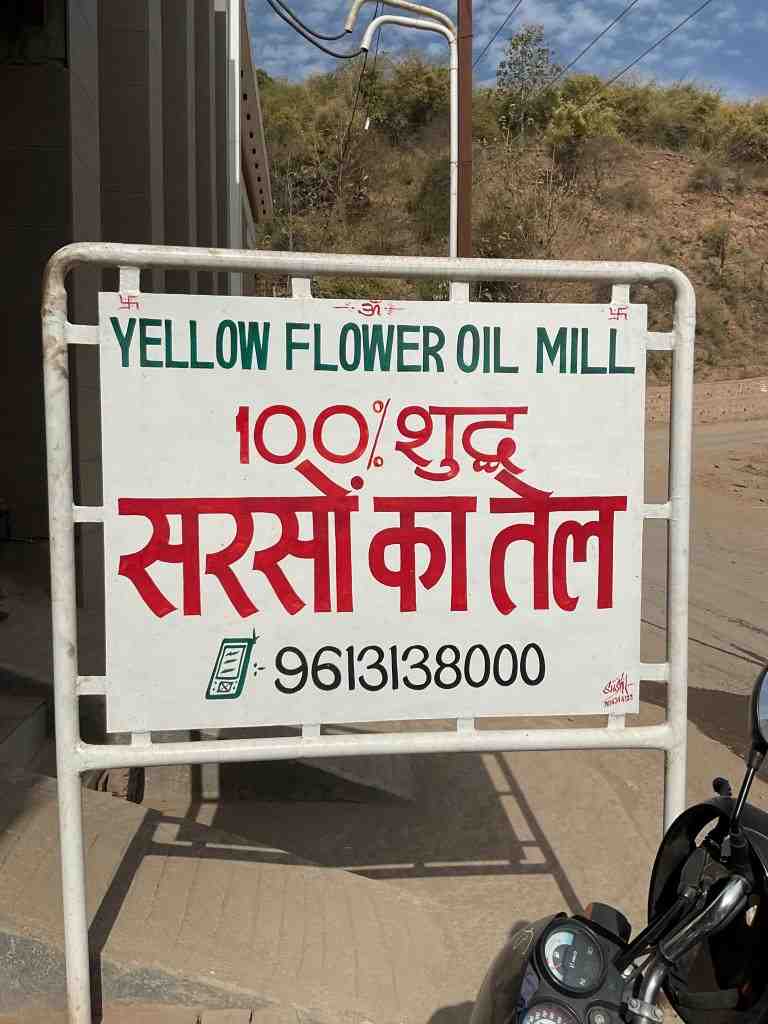 ॐ
YELLOW FLOWER OIL MILL
100% शुद्ध
सरसों का तेल
9613138000